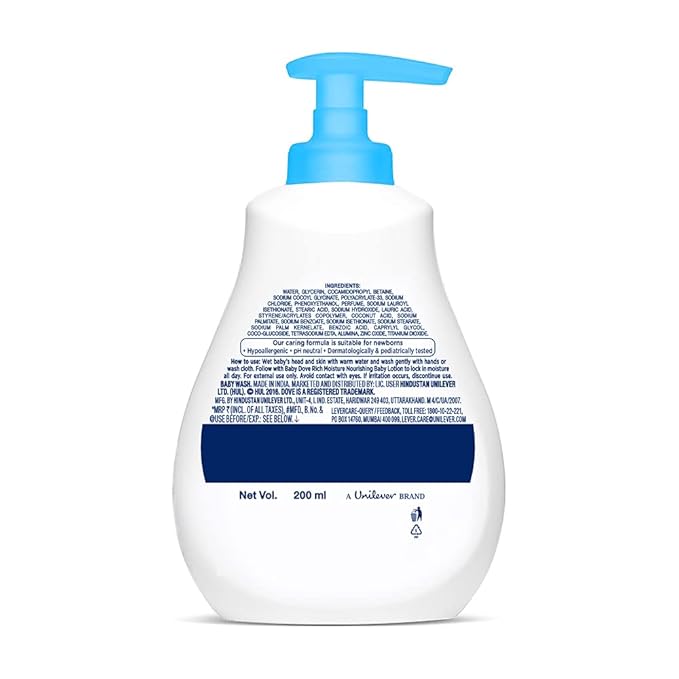 INGREDIENTS:
WATER, GLYCERIN, COCAMIDOPROPYL BETAINE,
SODIUM COCOYL GLYCINATE, POLYACRYLATE-33, SODIUM
CHLORIDE, PHENOXYETHANOL, PERFUME, SODIUM LAUROYL
ISETHIONATE, STEARIC ACID, SODIUM HYDROXIDE, LAURIC ACID,
STYRENE/ACRYLATES COPOLYMER, COCONUT ACID, SODIUM
PALMITATE, SODIUM BENZOATE, SODIUM ISETHIONATE, SODIUM STEARATE,
SODIUM PALM KERNELATE, BENZOIC ACID, CAPRYLYL GLYCOL,
COCO-GLUCOSIDE, TETRASODIUM EDTA, ALUMINA, ZINC OXIDE, TITANIUM DIOXIDE.
Our caring formula is suitable for newborns
• Hypoallergenic • pH neutral • Dermatologically & pediatrically tested
How to use: Wet baby's head and skin with warm water and wash gently with hands or
wash cloth. Follow with Baby Dove Rich Moisture Nourishing Baby Lotion to lock in moisture
all day. For external use only. Avoid contact with eyes. If irritation occurs, discontinue use.
BABY WASH. MADE IN INDIA. MARKETED AND DISTRIBUTED BY: LIC. USER HINDUSTAN UNILEVER
LTD. (HUL). © HUL 2016. DOVE IS A REGISTERED TRADEMARK.
MFG. BY HINDUSTAN UNILEVER LTD., UNIT-4, I.IND. ESTATE, HARIDWAR 249 403, UTTARAKHAND. M 4/C/UA/2007.
*MRP ₹ (INCL. OF ALL TAXES), #MFD, B.No. &
@USE BEFORE/EXP.: SEE BELOW. ↓
LEVERCARE-QUERY/FEEDBACK, TOLL FREE: 1800-10-22-221,
PO BOX 14760, MUMBAI 400 099, LEVER.CARE@UNILEVER.COM
Net Vol. 200 ml A Unilever BRAND